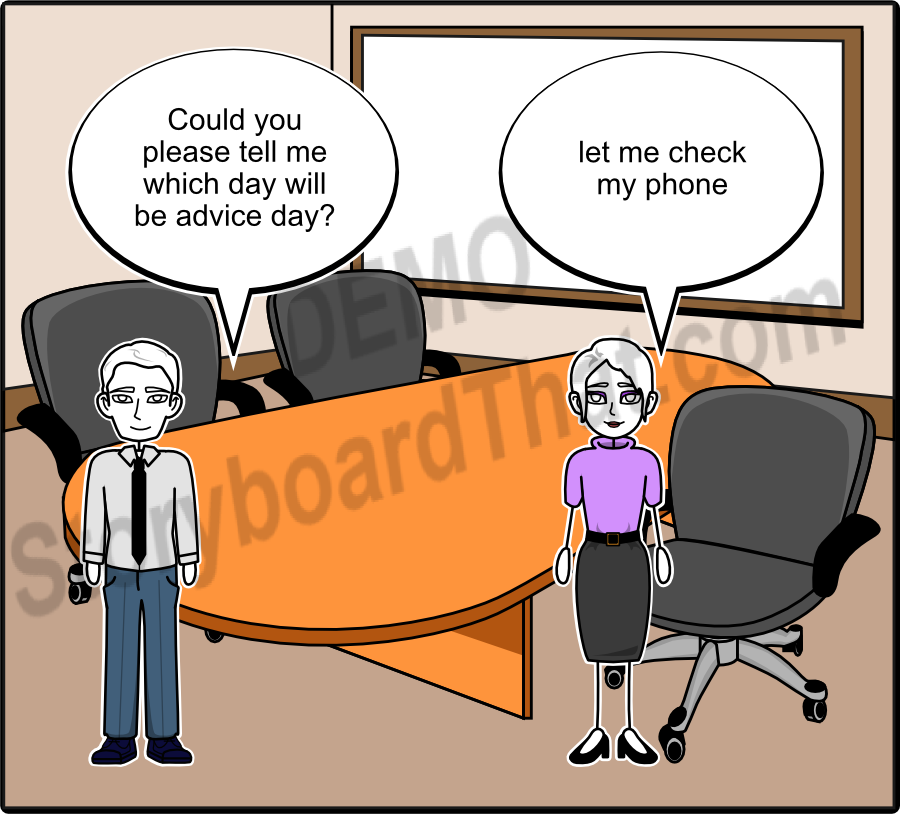 Could you
please tell me
which day will
be advice day?
let me check
my phone
DEMO
StoryboardThat.com